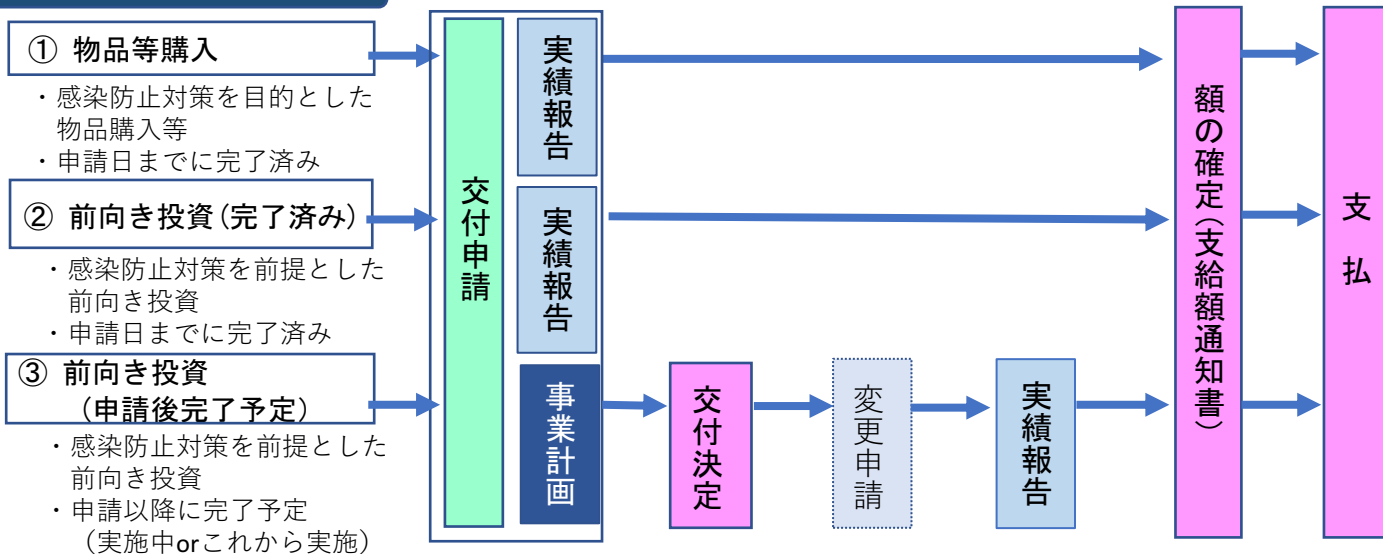 ① 物品等購入
・感染防止対策を目的とした
物品購入等
・申請日までに完了済み
② 前向き投資(完了済み)
・感染防止対策を前提とした
前向き投資
・申請日までに完了済み
③ 前向き投資
(申請後完了予定)
・感染防止対策を前提とした
前向き投資
・申請以降に完了予定
(実施中orこれから実施)
交付申請
実績報告
実績報告
事業計画
交付決定
変更申請
実績報告
額の確定(支給額通知書)
支払